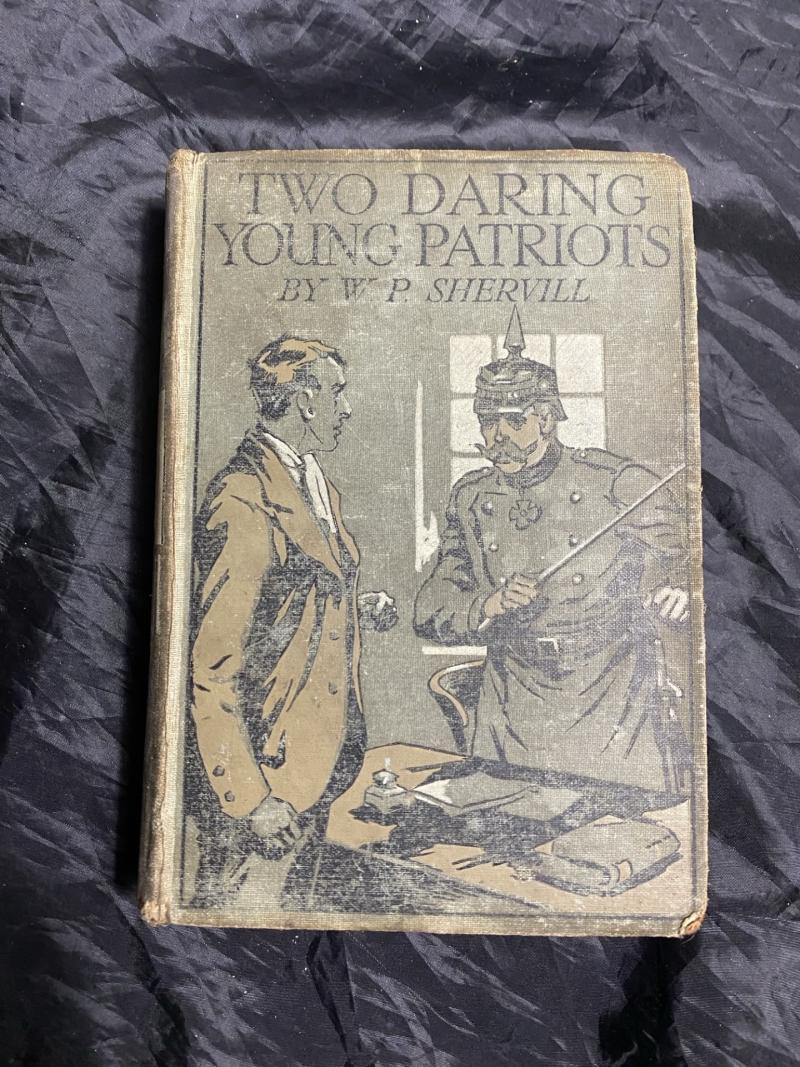 TWO DARING
YOUNG PATRIOTS
BY W. P. SHERVILL